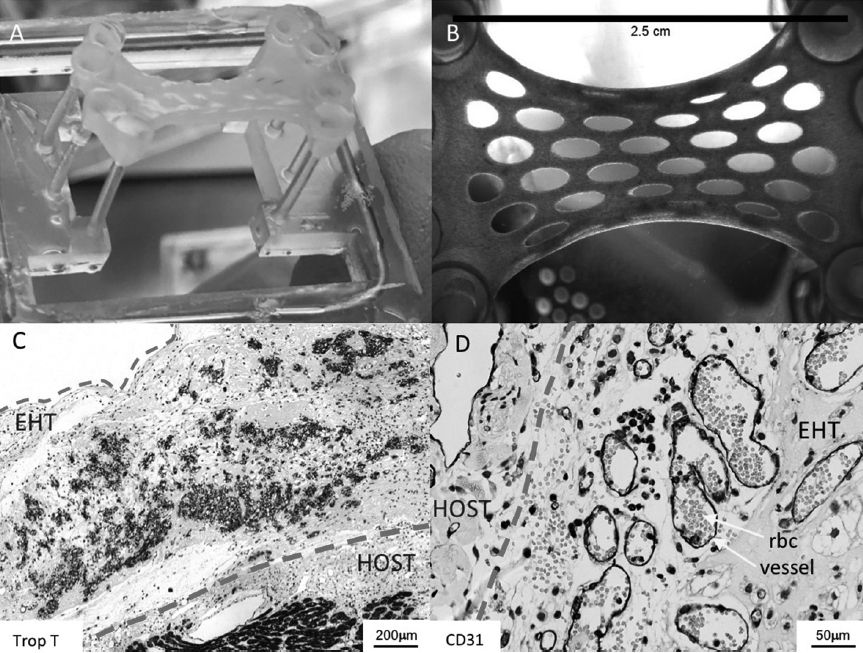 A
B
2.5 cm
C
EHT
HOST
Trop T
200µm
D
HOST
EHT
rbc
vessel
CD31
50µm